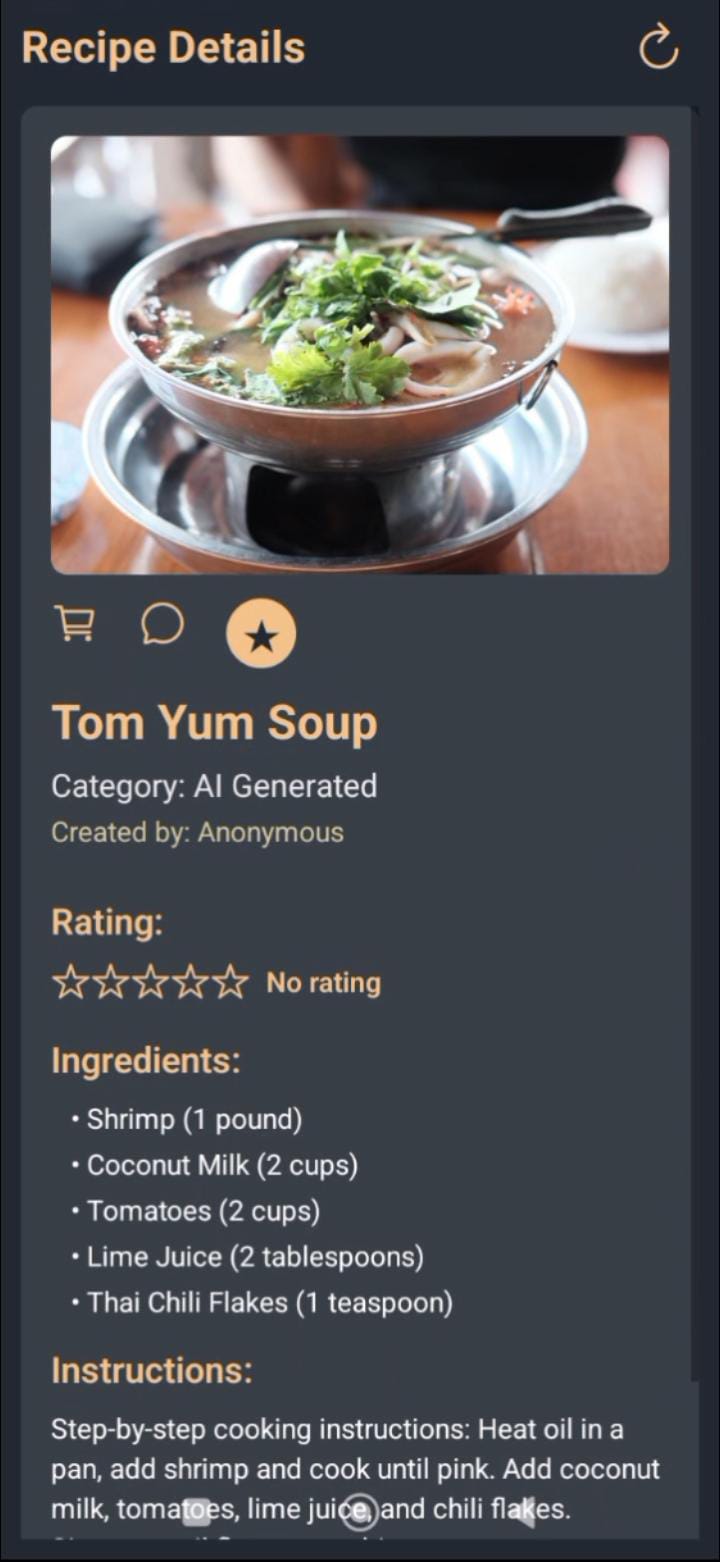 Recipe Details
Tom Yum Soup
Category: AI Generated
Created by: Anonymous
Rating:
No rating
Ingredients:
• Shrimp (1 pound)
• Coconut Milk (2 cups)
• Tomatoes (2 cups)
• Lime Juice (2 tablespoons)
• Thai Chili Flakes (1 teaspoon)
Instructions:
Step-by-step cooking instructions: Heat oil in a
pan, add shrimp and cook until pink. Add coconut
milk, tomatoes, lime juice, and chili flakes.